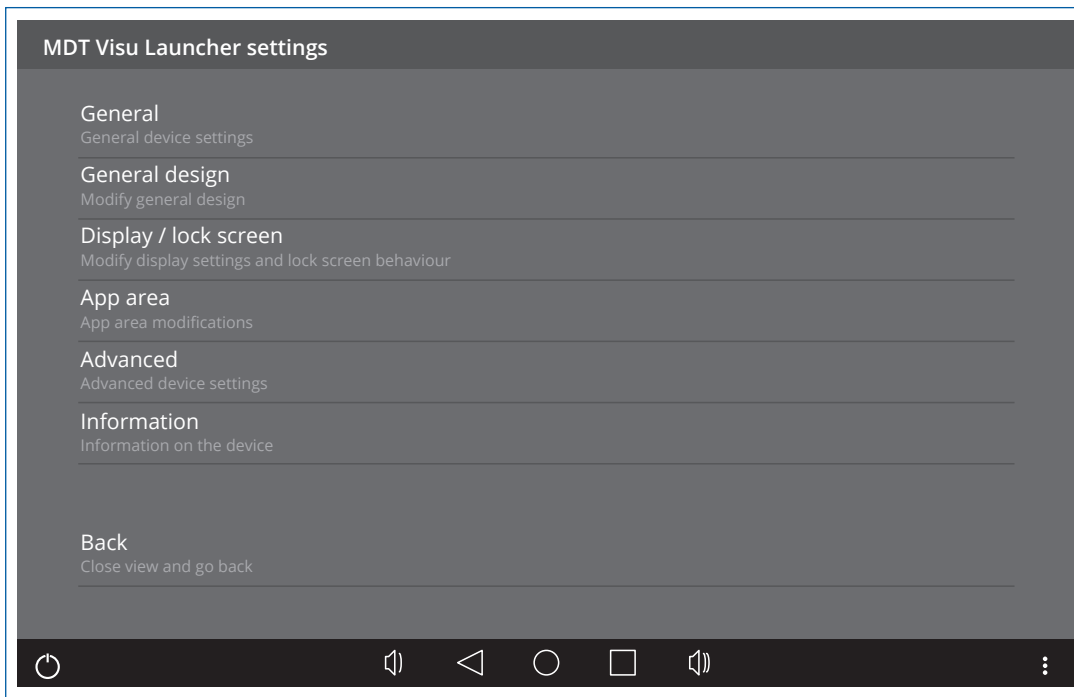 MDT Visu Launcher settings
General
General device settings
General design
Modify general design
Display / lock screen
Modify display settings and lock screen behaviour
App area
App area modifications
Advanced
Advanced device settings
Information
Information on the device
Back
Close view and go back